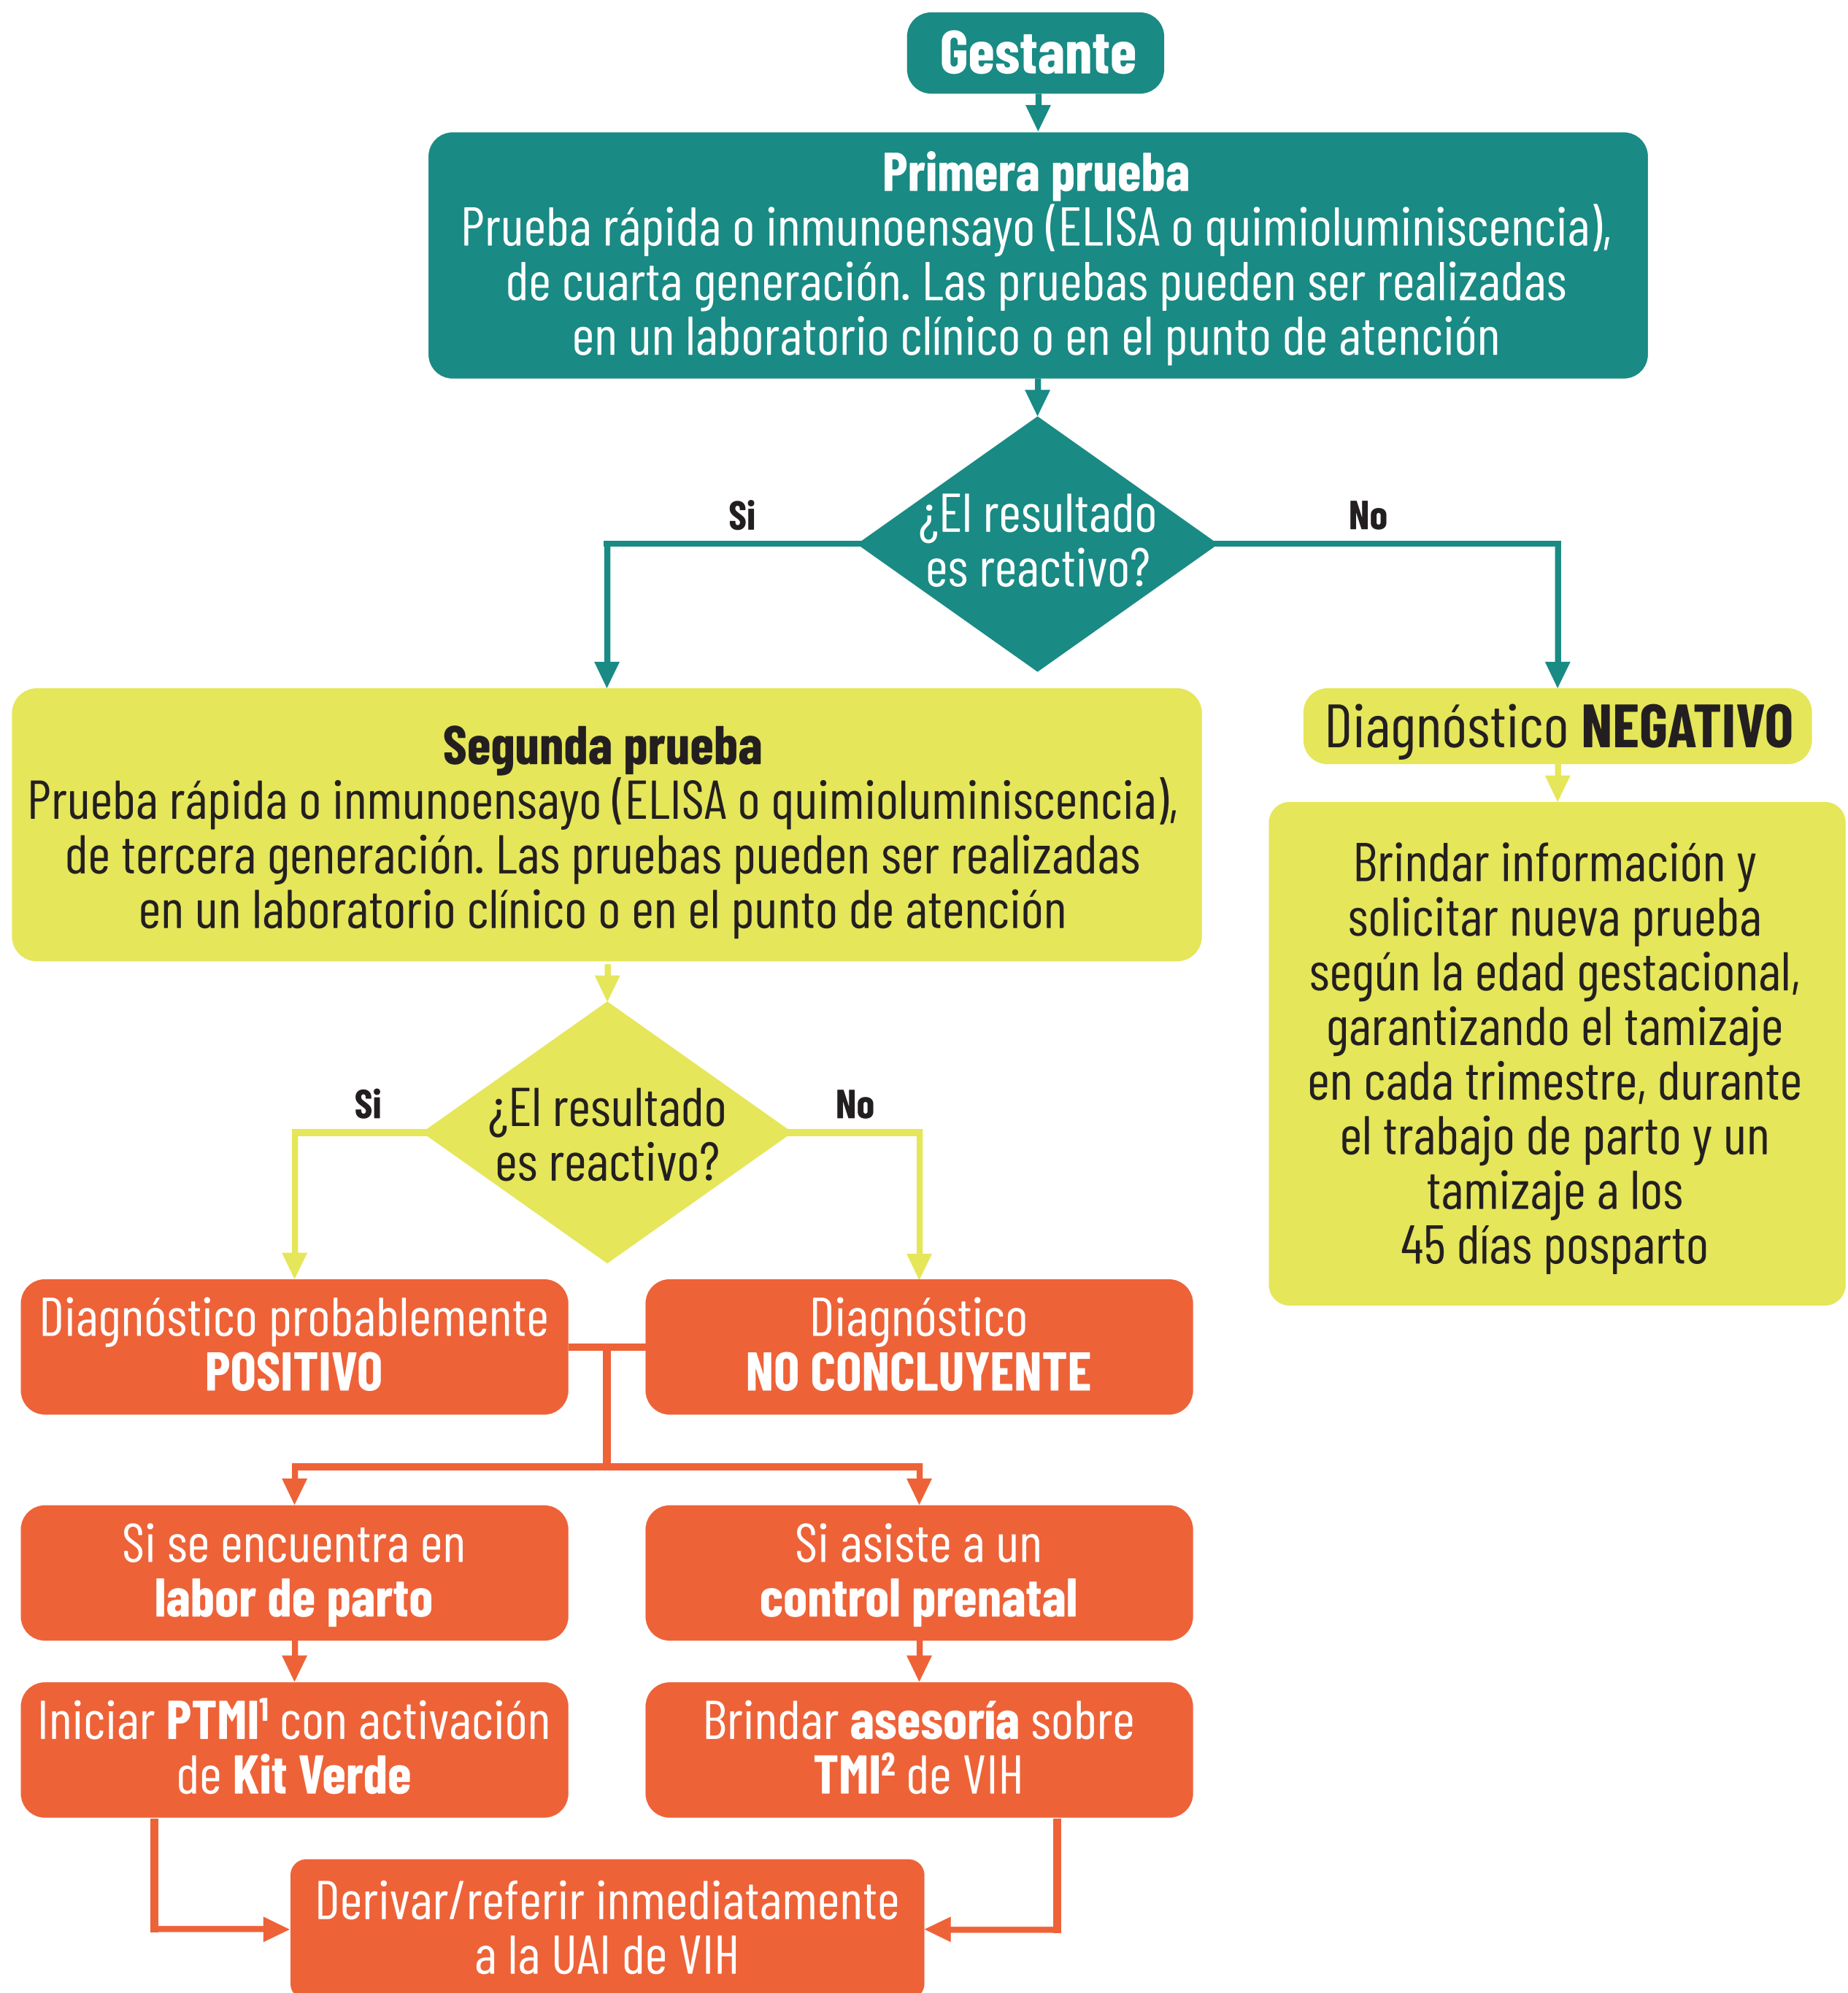 Gestante
Primera prueba
Prueba rápida o inmunoensayo (ELISA o quimioluminiscencia),
de cuarta generación. Las pruebas pueden ser realizadas
en un laboratorio clínico o en el punto de atención
¿El resultado
es reactivo?
Si
No
Segunda prueba
Prueba rápida o inmunoensayo (ELISA o quimioluminiscencia),
de tercera generación. Las pruebas pueden ser realizadas
en un laboratorio clínico o en el punto de atención
Diagnóstico NEGATIVO
Brindar información y
solicitar nueva prueba
según la edad gestacional,
garantizando el tamizaje
en cada trimestre, durante
el trabajo de parto y un
tamizaje a los
45 días posparto
¿El resultado
es reactivo?
Si
No
Diagnóstico probablemente
POSITIVO
Diagnóstico
NO CONCLUYENTE
Si se encuentra en
labor de parto
Si asiste a un
control prenatal
Iniciar PTMI¹ con activación
de Kit Verde
Brindar asesoría sobre
TMI² de VIH
Derivar/referir inmediatamente
a la UAI de VIH